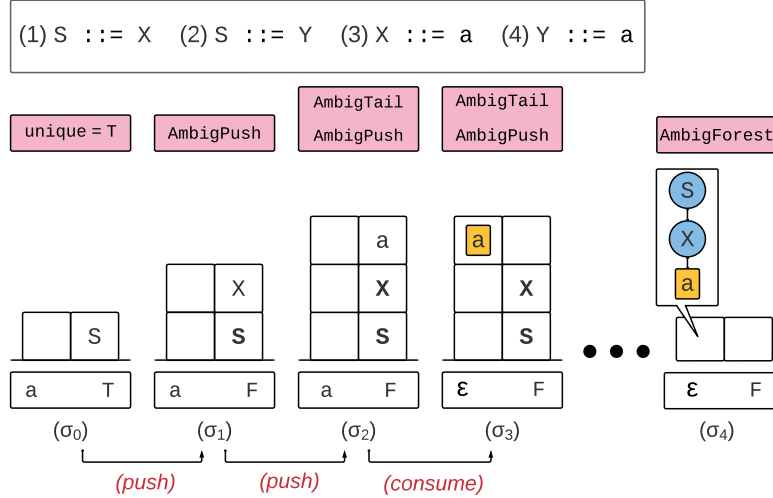 (1) S ::= X (2) S ::= Y (3) X ::= a (4) Y ::= a
unique = T
AmbigPush
AmbigTail
AmbigPush
AmbigTail
AmbigPush
AmbigForest
S
X
a
a
a
X
X
X
S
S
S
S
a T
a F
a F
ε F
ε F
(σ₀)
(σ₁)
(σ₂)
(σ₃)
(σ₄)
(push)
(push)
(consume)